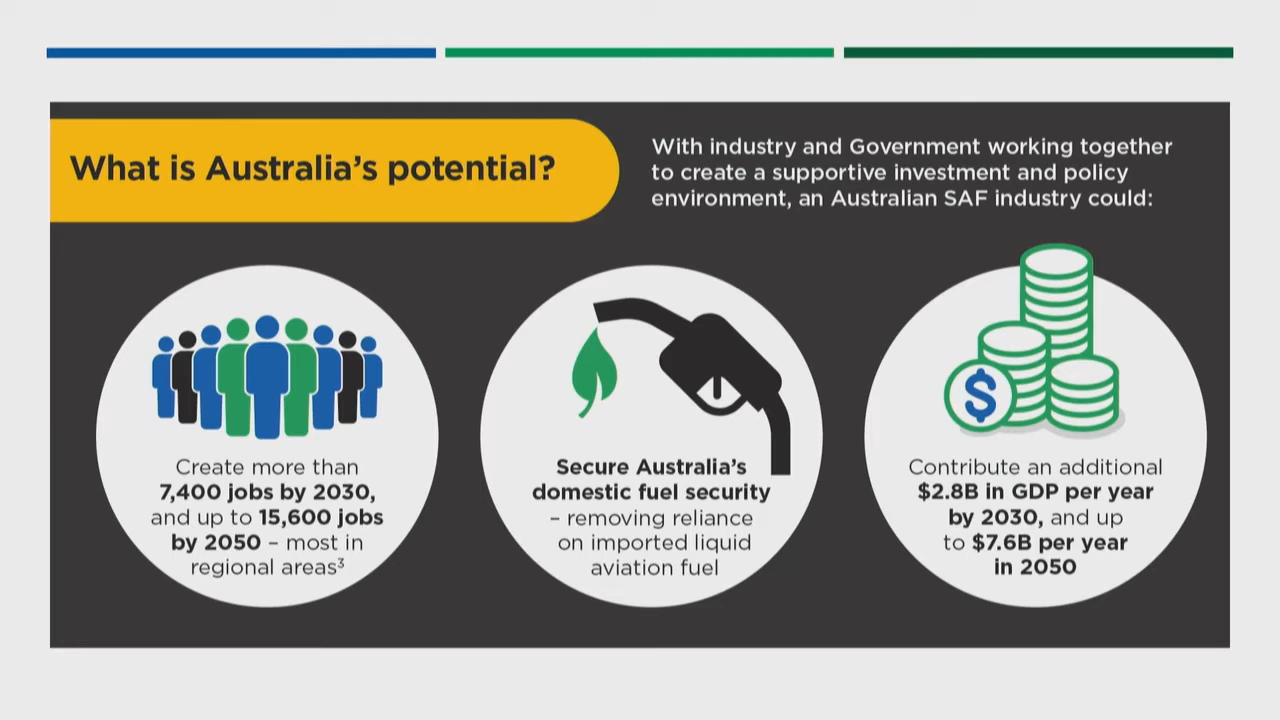 What is Australia's potential?
With industry and Government working together
to create a supportive investment and policy
environment, an Australian SAF industry could:
Create more than
7,400 jobs by 2030,
and up to 15,600 jobs
by 2050 – most in
regional areas³
Secure Australia's
domestic fuel security
– removing reliance
on imported liquid
aviation fuel
$
Contribute an additional
$2.8B in GDP per year
by 2030, and up
to $7.6B per year
in 2050